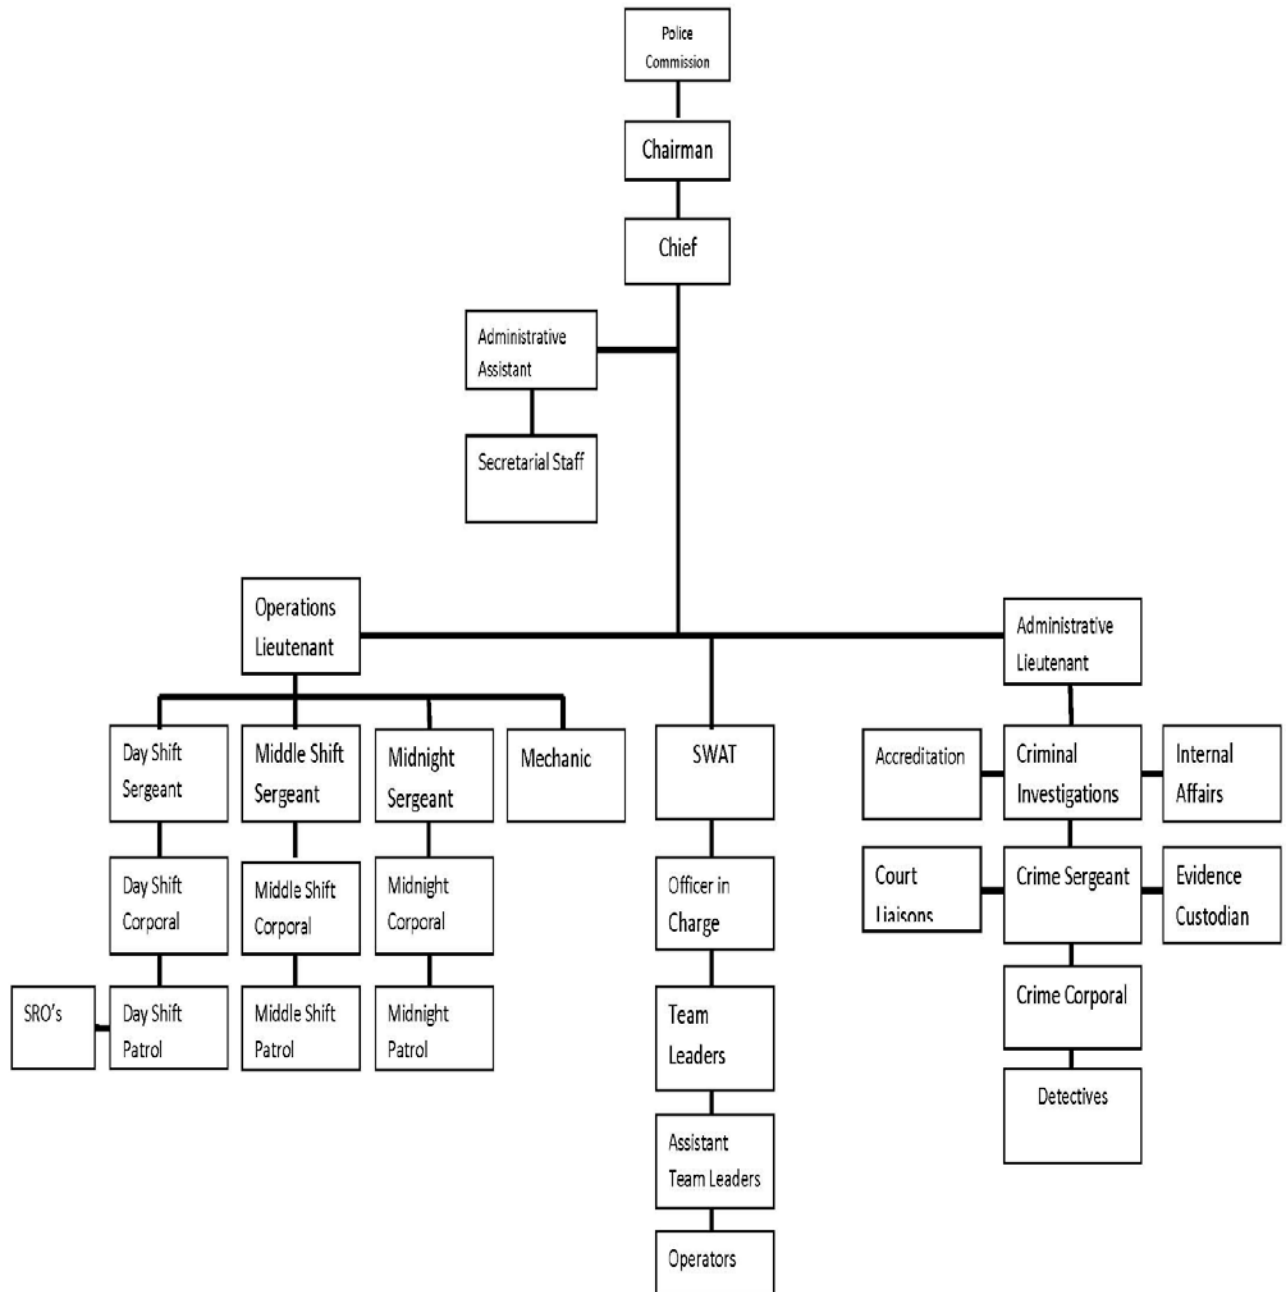 Police
Commission
Chairman
Chief
Administrative
Assistant
Secretarial Staff
Operations
Lieutenant
Administrative
Lieutenant
Day Shift
Sergeant
Middle Shift
Sergeant
Midnight
Sergeant
Mechanic
SWAT
Accreditation
Criminal
Investigations
Internal
Affairs
Day Shift
Corporal
Middle Shift
Corporal
Midnight
Corporal
Officer in
Charge
Court
Liaisons
Crime Sergeant
Evidence
Custodian
SRO's
Day Shift
Patrol
Middle Shift
Patrol
Midnight
Patrol
Team
Leaders
Crime Corporal
Assistant
Team Leaders
Detectives
Operators